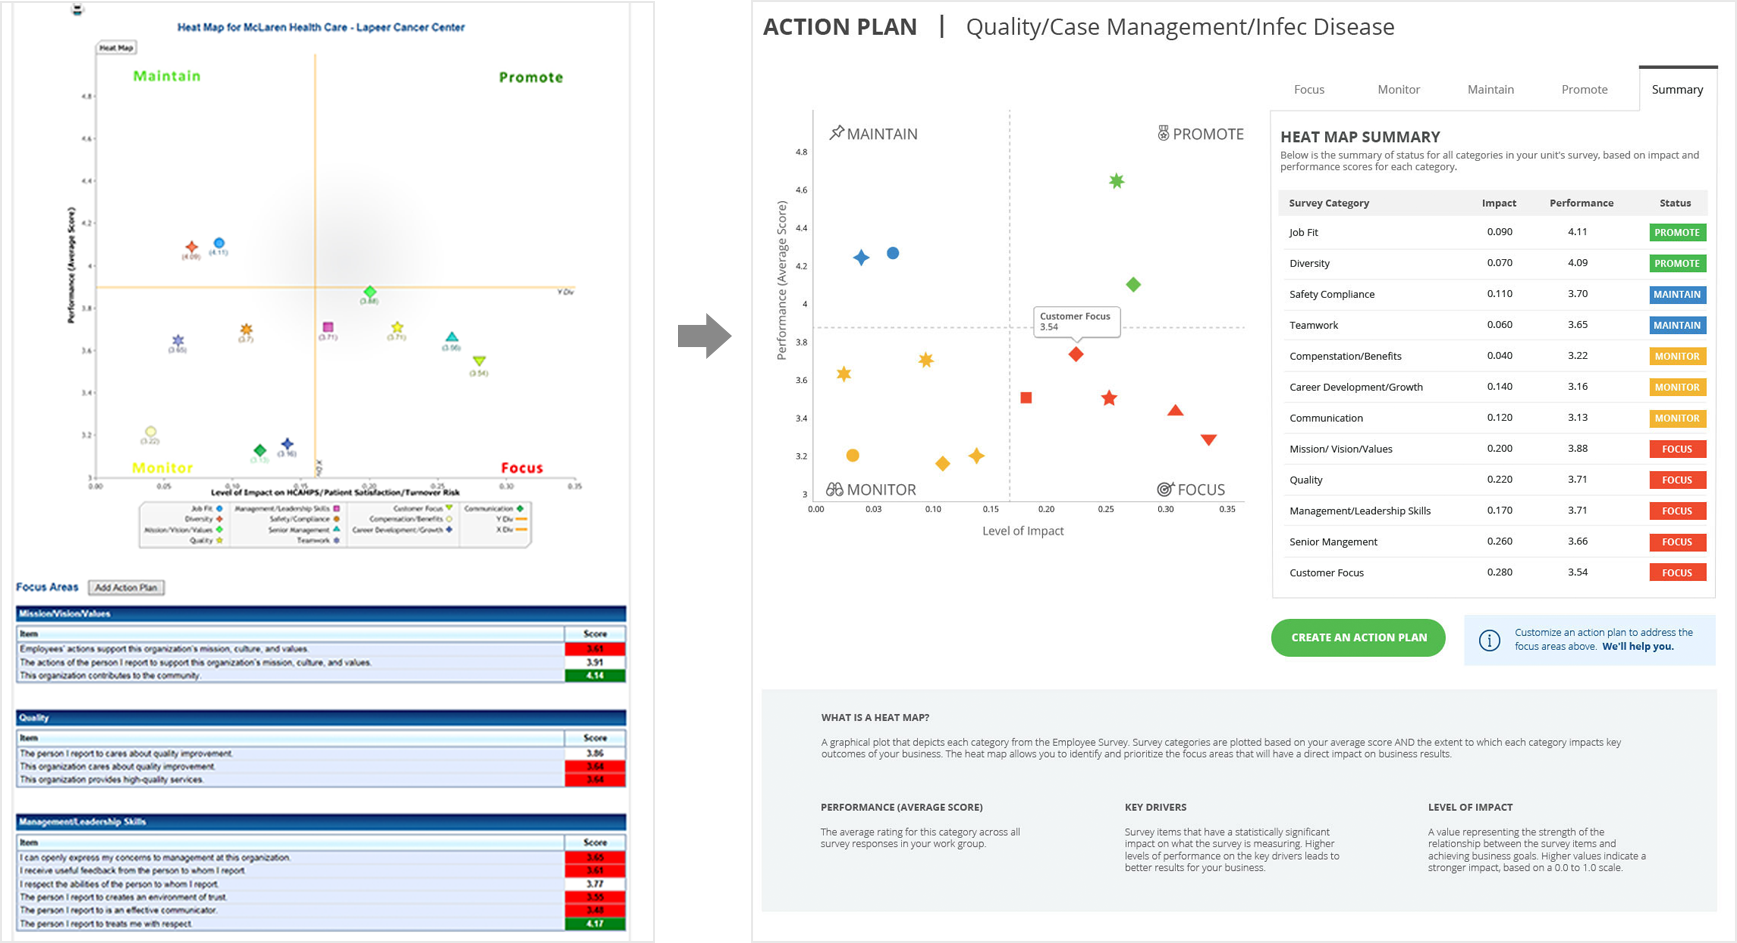 Heat Map for McLaren Health Care - Lapeer Cancer Center
Heat Map
Maintain
Promote
4.8
4.6
4.4
4.2
4
3.8
3.6
3.4
3.2
3
Performance (Average Score)
(4.09)
(4.11)
(3.88)
Y Div
(3.65)
(3.7)
(3.71)
(3.71)
(3.66)
(3.54)
(3.22)
(3.13)
(3.16)
X Div
Monitor
Focus
0.00
0.05
0.10
0.15
0.20
0.25
0.30
0.35
Level of Impact on HCAHPS/Patient Satisfaction/Turnover Risk
Job Fit
Management/Leadership Skills
Customer Focus
Communication
Diversity
Safety/Compliance
Compensation/Benefits
Y Div
Mission/Vision/Values
Senior Management
Career Development/Growth
X Div
Quality
Teamwork
Focus Areas
Add Action Plan
Mission/Vision/Values
Item Score
Employees' actions support this organization's mission, culture, and values. 3.61
The actions of the person I report to support this organization's mission, culture, and values. 3.91
This organization contributes to the community. 4.14
Quality
Item Score
The person I report to cares about quality improvement. 3.86
This organization cares about quality improvement. 3.64
This organization provides high-quality services. 3.64
Management/Leadership Skills
Item Score
I can openly express my concerns to management at this organization. 3.65
I receive useful feedback from the person to whom I report. 3.61
I respect the abilities of the person to whom I report. 3.77
The person I report to creates an environment of trust. 3.55
The person I report to is an effective communicator. 3.48
The person I report to treats me with respect. 4.17
ACTION PLAN | Quality/Case Management/Infec Disease
Focus
Monitor
Maintain
Promote
Summary
MAINTAIN
PROMOTE
4.8
4.6
4.4
4.2
4
3.8
3.6
3.4
3.2
3
Performance (Average Score)
Customer Focus
3.54
MONITOR
FOCUS
0.00
0.03
0.10
0.15
0.20
0.25
0.30
0.35
Level of Impact
HEAT MAP SUMMARY
Below is the summary of status for all categories in your unit's survey, based on impact and
performance scores for each category.
Survey Category Impact Performance Status
Job Fit 0.090 4.11 PROMOTE
Diversity 0.070 4.09 PROMOTE
Safety Compliance 0.110 3.70 MAINTAIN
Teamwork 0.060 3.65 MAINTAIN
Compenstation/Benefits 0.040 3.22 MONITOR
Career Development/Growth 0.140 3.16 MONITOR
Communication 0.120 3.13 MONITOR
Mission/ Vision/Values 0.200 3.88 FOCUS
Quality 0.220 3.71 FOCUS
Management/Leadership Skills 0.170 3.71 FOCUS
Senior Mangement 0.260 3.66 FOCUS
Customer Focus 0.280 3.54 FOCUS
CREATE AN ACTION PLAN
Customize an action plan to address the
focus areas above. We'll help you.
WHAT IS A HEAT MAP?
A graphical plot that depicts each category from the Employee Survey. Survey categories are plotted based on your average score AND the extent to which each category impacts key
outcomes of your business. The heat map allows you to identify and prioritize the focus areas that will have a direct impact on business results.
PERFORMANCE (AVERAGE SCORE)
The average rating for this category across all
survey responses in your work group.
KEY DRIVERS
Survey items that have a statistically significant
impact on what the survey is measuring. Higher
levels of performance on the key drivers leads to
better results for your business.
LEVEL OF IMPACT
A value representing the strength of the
relationship between the survey items and
achieving business goals. Higher values indicate a
stronger impact, based on a 0.0 to 1.0 scale.